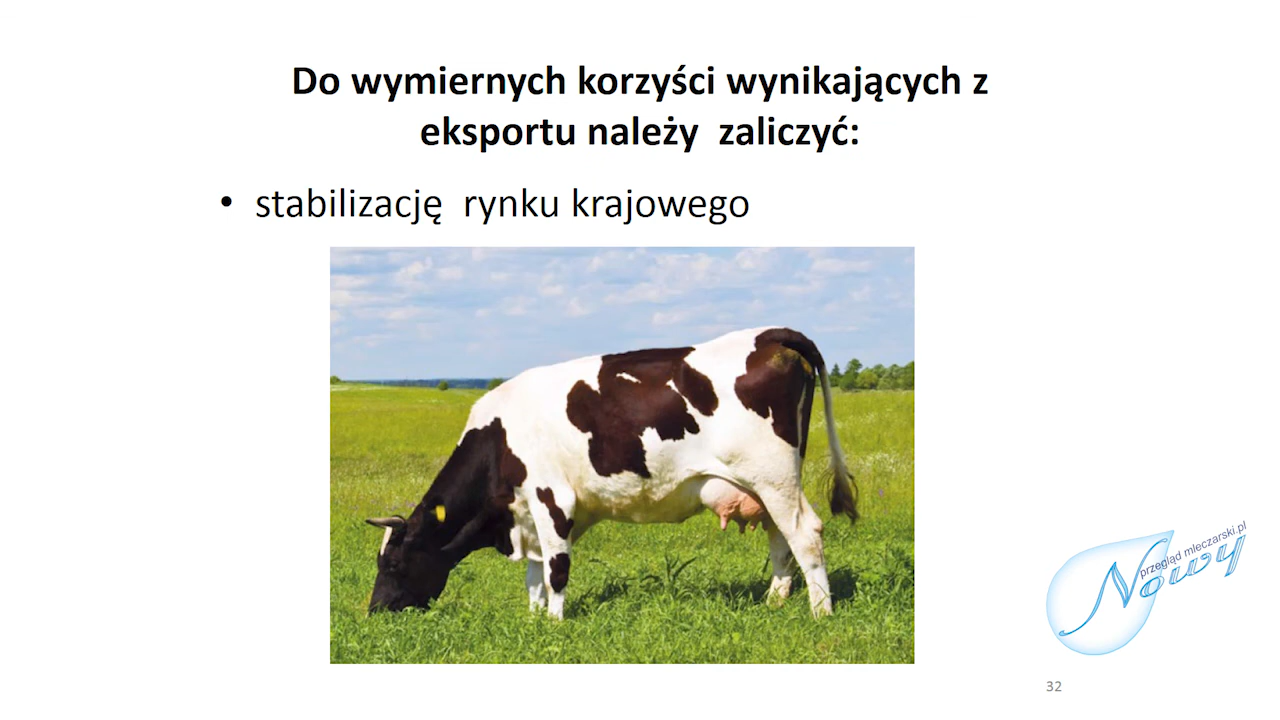 Do wymiernych korzyści wynikających z
eksportu należy  zaliczyć:
• stabilizację  rynku krajowego
przegląd mleczarski.pl
Nowy
32